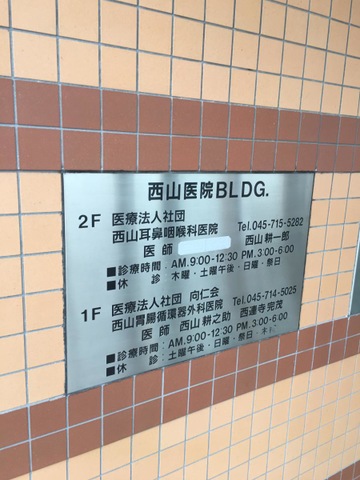 西山医院BLDG.
2F 医療法人社団
西山耳鼻咽喉科医院 Tel.045-715-5282
医師 西山耕一郎
■診療時間:AM.9:00-12:30 PM.3:00-6:00
■休診 木曜・土曜午後・日曜・祭日
1F 医療法人社団 向仁会
西山胃腸循環器外科医院 Tel.045-714-5025
医師 西山耕之助 西連寺完茂
■診療時間:AM.9:00-12:30 PM.3:00-6:00
■休診:土曜午後・日曜・祭日・